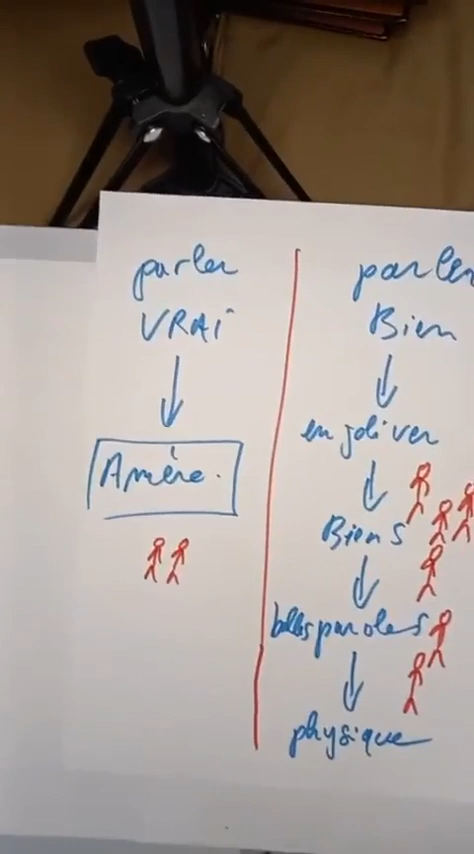 parler
VRAI
Amère.
parler
Bien
enjoliver
Biens
belles paroles
physique